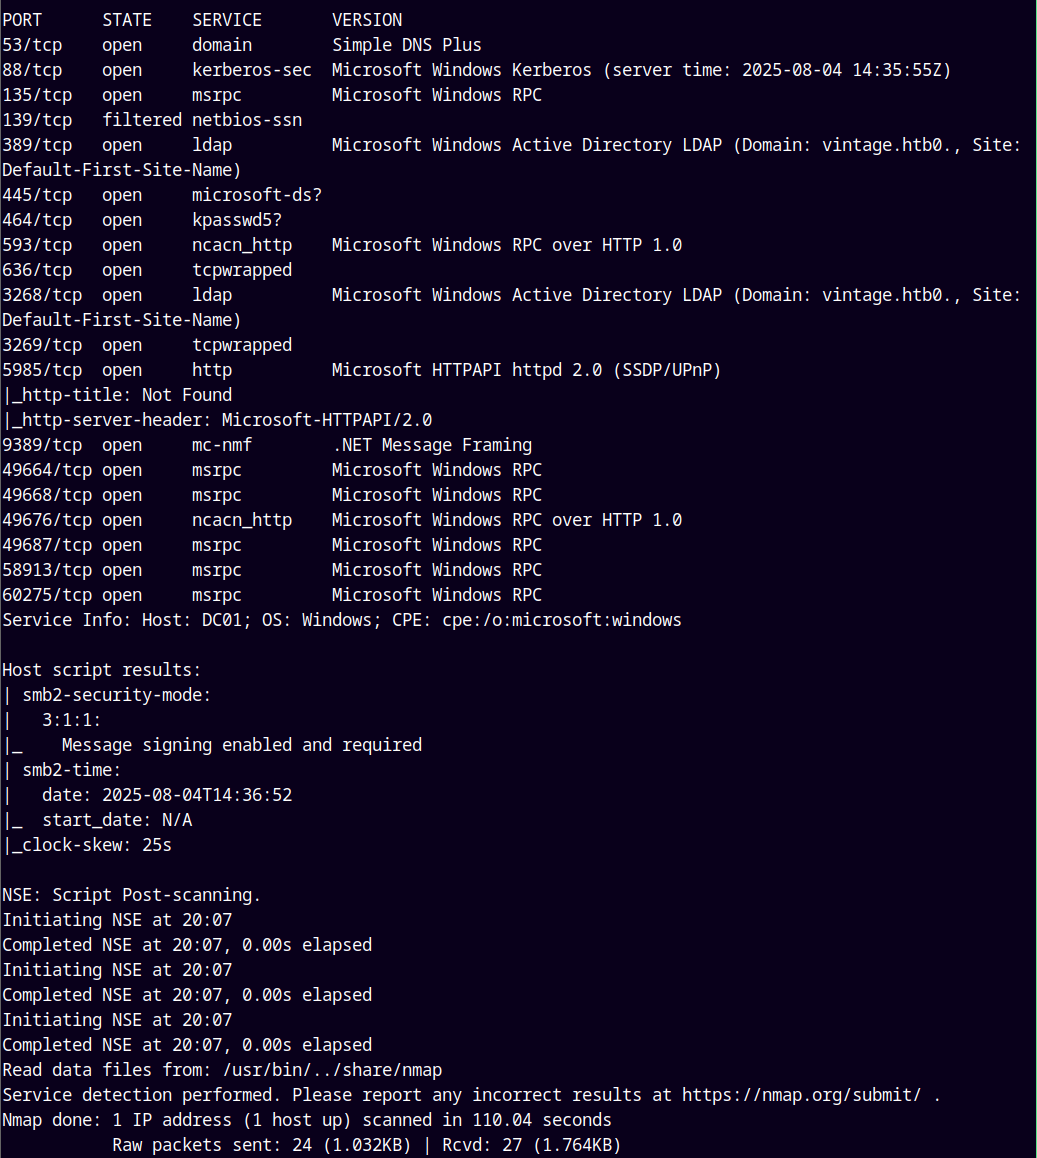 PORT      STATE    SERVICE       VERSION
53/tcp    open     domain        Simple DNS Plus
88/tcp    open     kerberos-sec  Microsoft Windows Kerberos (server time: 2025-08-04 14:35:55Z)
135/tcp   open     msrpc         Microsoft Windows RPC
139/tcp   filtered netbios-ssn
389/tcp   open     ldap          Microsoft Windows Active Directory LDAP (Domain: vintage.htb0., Site:
Default-First-Site-Name)
445/tcp   open     microsoft-ds?
464/tcp   open     kpasswd5?
593/tcp   open     ncacn_http    Microsoft Windows RPC over HTTP 1.0
636/tcp   open     tcpwrapped
3268/tcp  open     ldap          Microsoft Windows Active Directory LDAP (Domain: vintage.htb0., Site:
Default-First-Site-Name)
3269/tcp  open     tcpwrapped
5985/tcp  open     http          Microsoft HTTPAPI httpd 2.0 (SSDP/UPnP)
|_http-title: Not Found
|_http-server-header: Microsoft-HTTPAPI/2.0
9389/tcp  open     mc-nmf        .NET Message Framing
49664/tcp open     msrpc         Microsoft Windows RPC
49668/tcp open     msrpc         Microsoft Windows RPC
49676/tcp open     ncacn_http    Microsoft Windows RPC over HTTP 1.0
49687/tcp open     msrpc         Microsoft Windows RPC
58913/tcp open     msrpc         Microsoft Windows RPC
60275/tcp open     msrpc         Microsoft Windows RPC
Service Info: Host: DC01; OS: Windows; CPE: cpe:/o:microsoft:windows

Host script results:
| smb2-security-mode:
|   3:1:1:
|_    Message signing enabled and required
| smb2-time:
|   date: 2025-08-04T14:36:52
|_  start_date: N/A
|_clock-skew: 25s

NSE: Script Post-scanning.
Initiating NSE at 20:07
Completed NSE at 20:07, 0.00s elapsed
Initiating NSE at 20:07
Completed NSE at 20:07, 0.00s elapsed
Initiating NSE at 20:07
Completed NSE at 20:07, 0.00s elapsed
Read data files from: /usr/bin/../share/nmap
Service detection performed. Please report any incorrect results at https://nmap.org/submit/ .
Nmap done: 1 IP address (1 host up) scanned in 110.04 seconds
           Raw packets sent: 24 (1.032KB) | Rcvd: 27 (1.764KB)